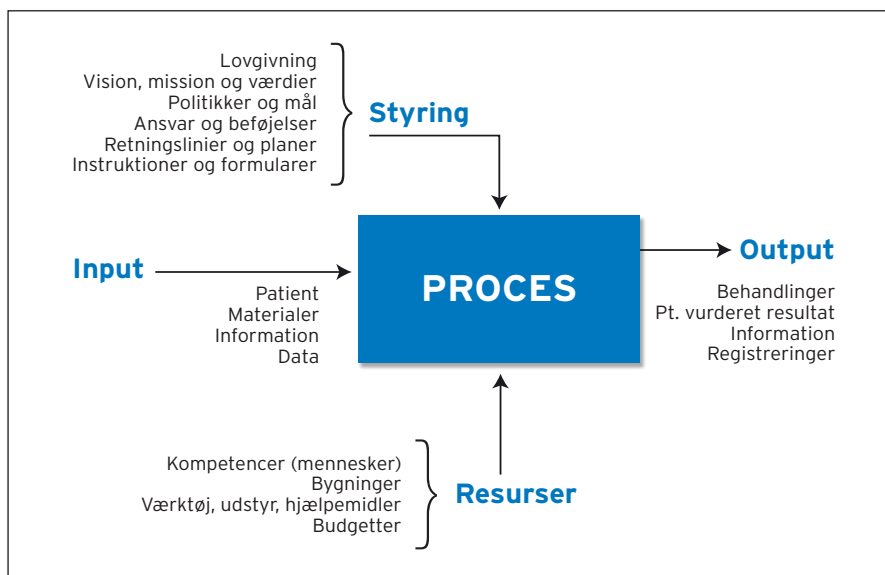 Lovgivning
Vision, mission og værdier
Politikker og mål
Ansvar og beføjelser
Retningslinier og planer
Instruktioner og formularer
Styring
Input
Patient
Materialer
Information
Data
PROCES
Output
Behandlinger
Pt. vurderet resultat
Information
Registreringer
Kompetencer (mennesker)
Bygninger
Værktøj, udstyr, hjælpemidler
Budgetter
Resurser